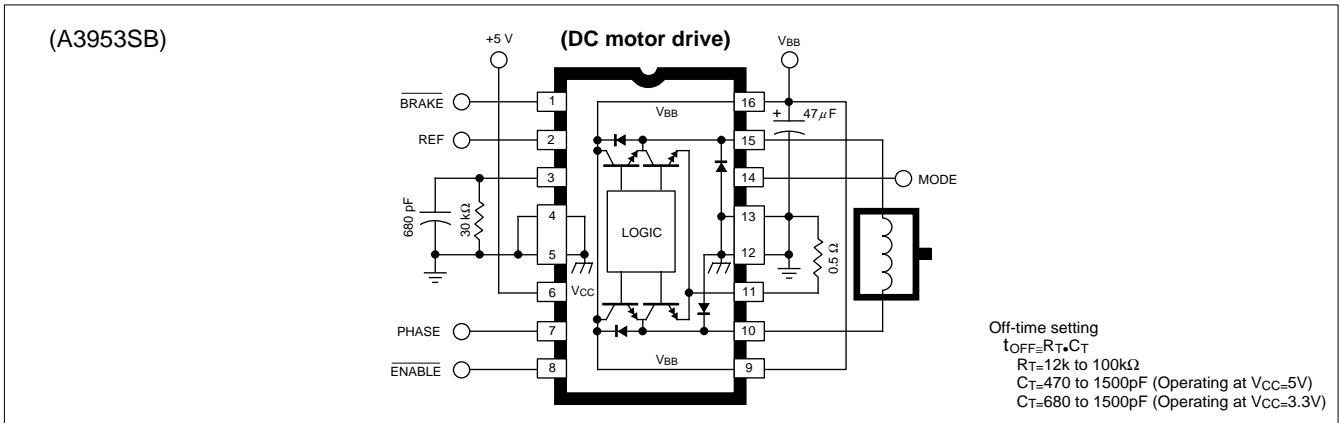 (A3953SB)
(DC motor drive)
+5 V
VBB
BRAKE
1
16
VBB
+
47μF
REF
2
15
3
14
MODE
680 pF
30 kΩ
4
13
LOGIC
5
12
0.5 Ω
VCC
6
11
PHASE
7
10
ENABLE
8
VBB
9
Off-time setting
tOFF≅RT•CT
RT=12k to 100kΩ
CT=470 to 1500pF (Operating at VCC=5V)
CT=680 to 1500pF (Operating at VCC=3.3V)